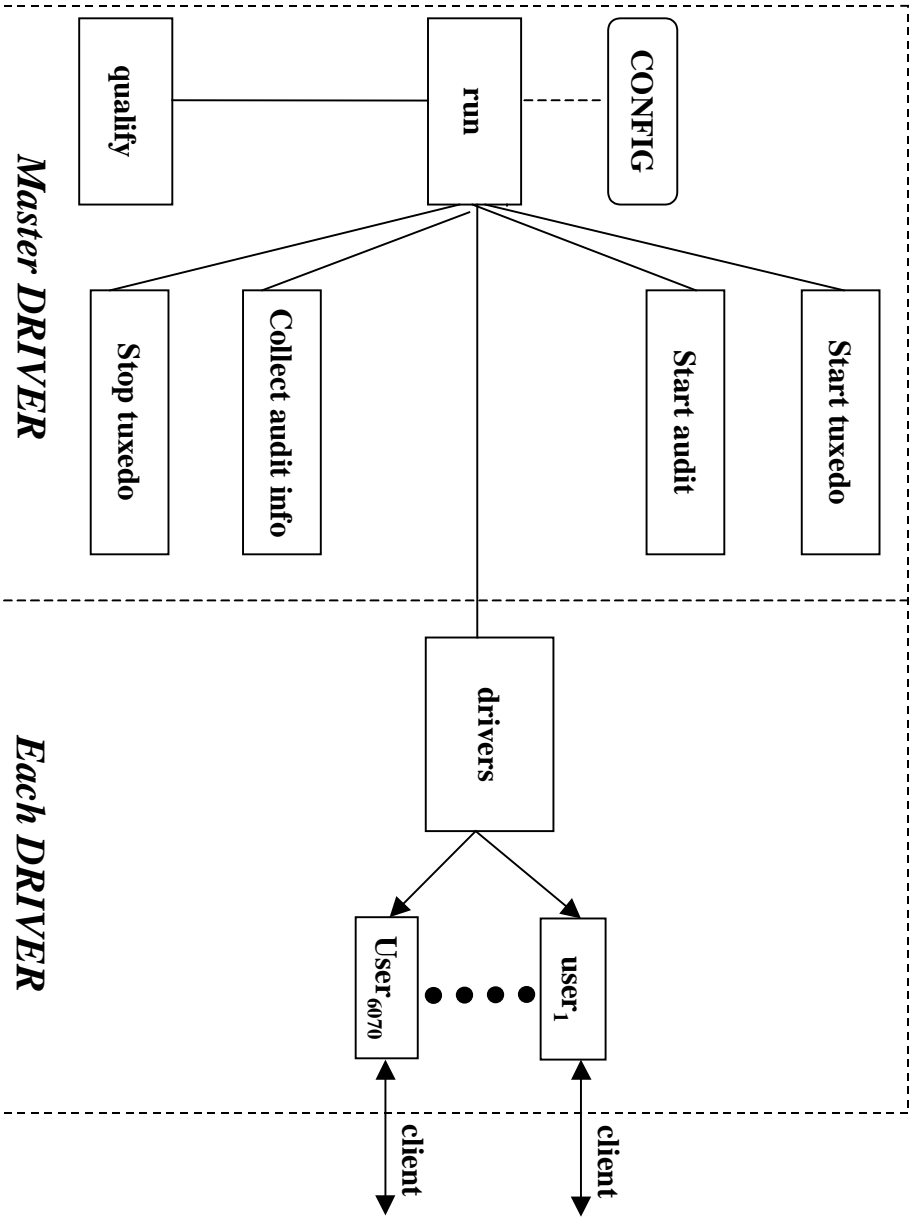 CONFIG
run
qualify
Start tuxedo
Start audit
Collect audit info
Stop tuxedo
Master DRIVER
drivers
user1
User6070
client
client
Each DRIVER